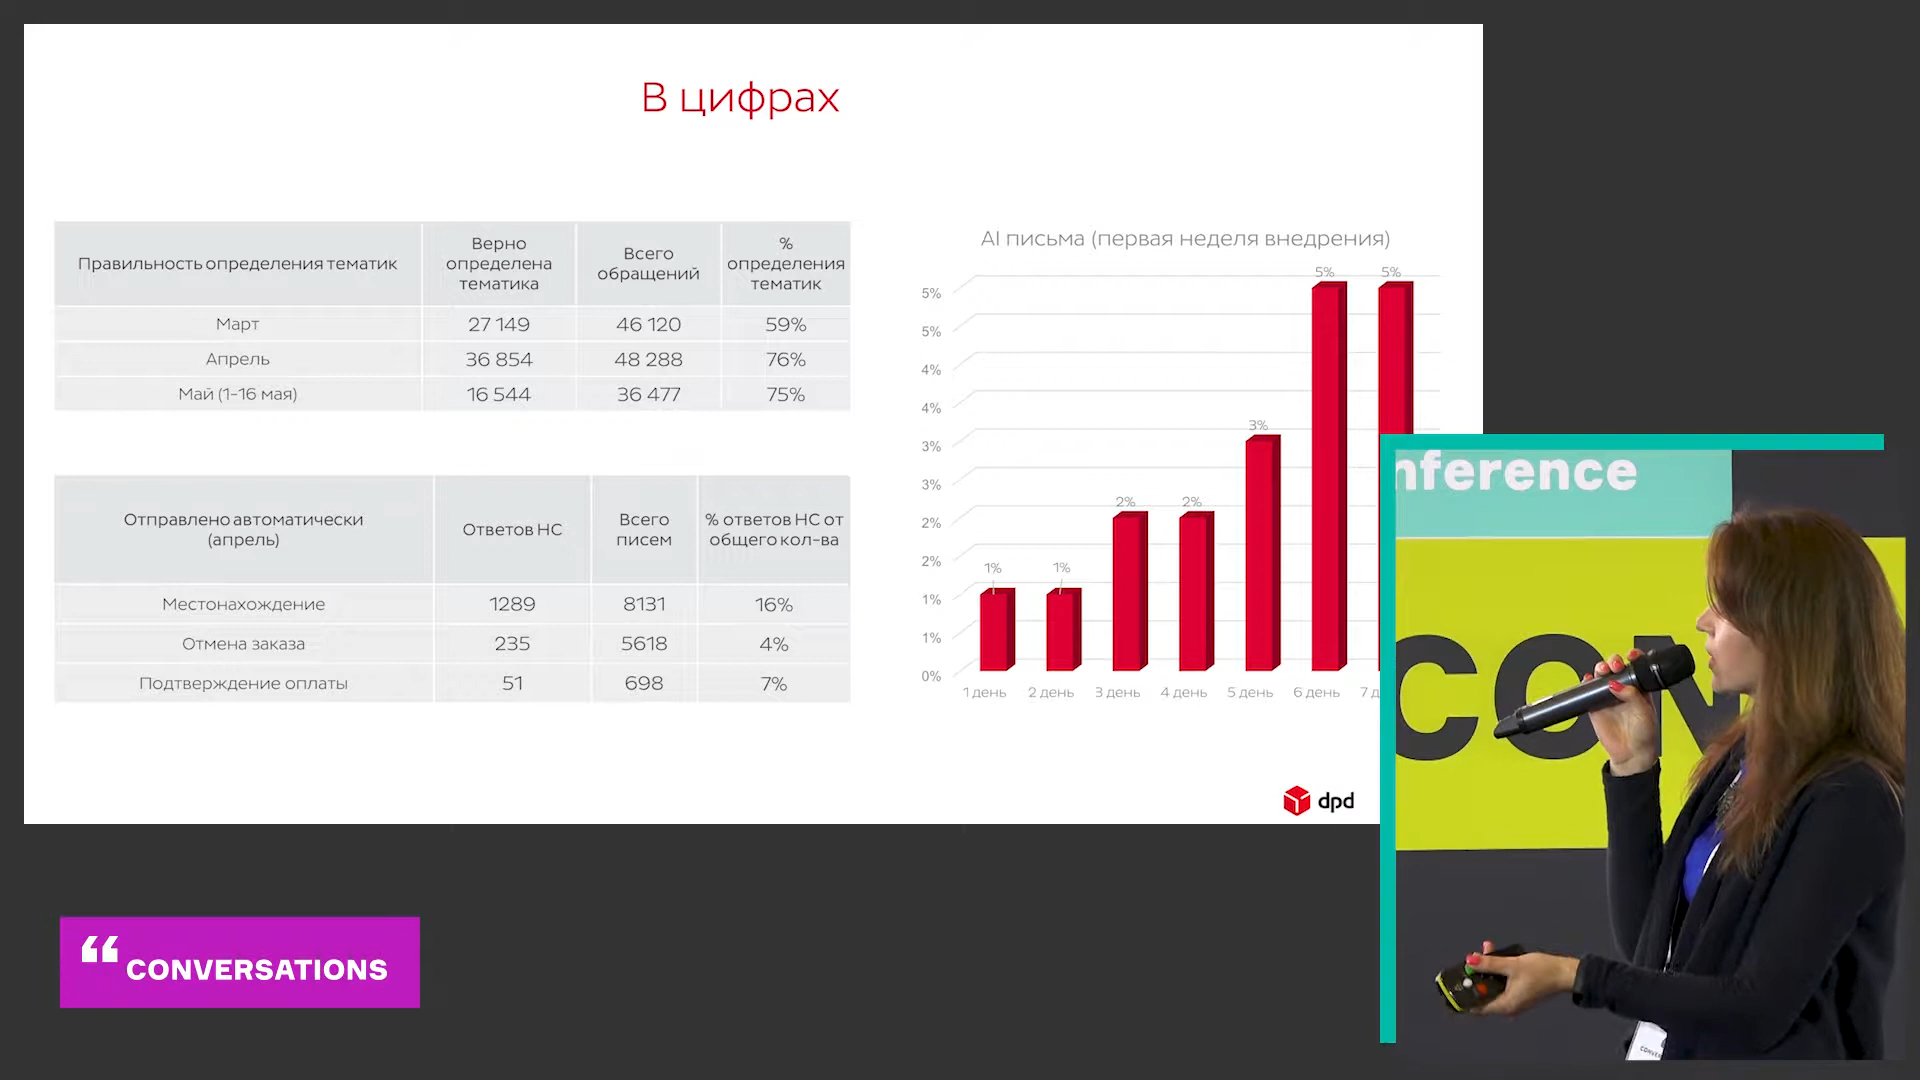 В цифрах
Правильность определения тематик
Верно
определена
тематика
Всего
обращений
%
определения
тематик
Март
27 149
46 120
59%
Апрель
36 854
48 288
76%
Май (1-16 мая)
16 544
36 477
75%
Отправлено автоматически
(апрель)
Ответов НС
Всего
писем
% ответов НС от
общего кол-ва
Местонахождение
1289
8131
16%
Отмена заказа
235
5618
4%
Подтверждение оплаты
51
698
7%
AI письма (первая неделя внедрения)
5%
5%
4%
4%
3%
3%
2%
2%
1%
1%
0%
1%
1%
2%
2%
3%
5%
5%
1 день
2 день
3 день
4 день
5 день
6 день
7 д
dpd
nference
CON
“ CONVERSATIONS